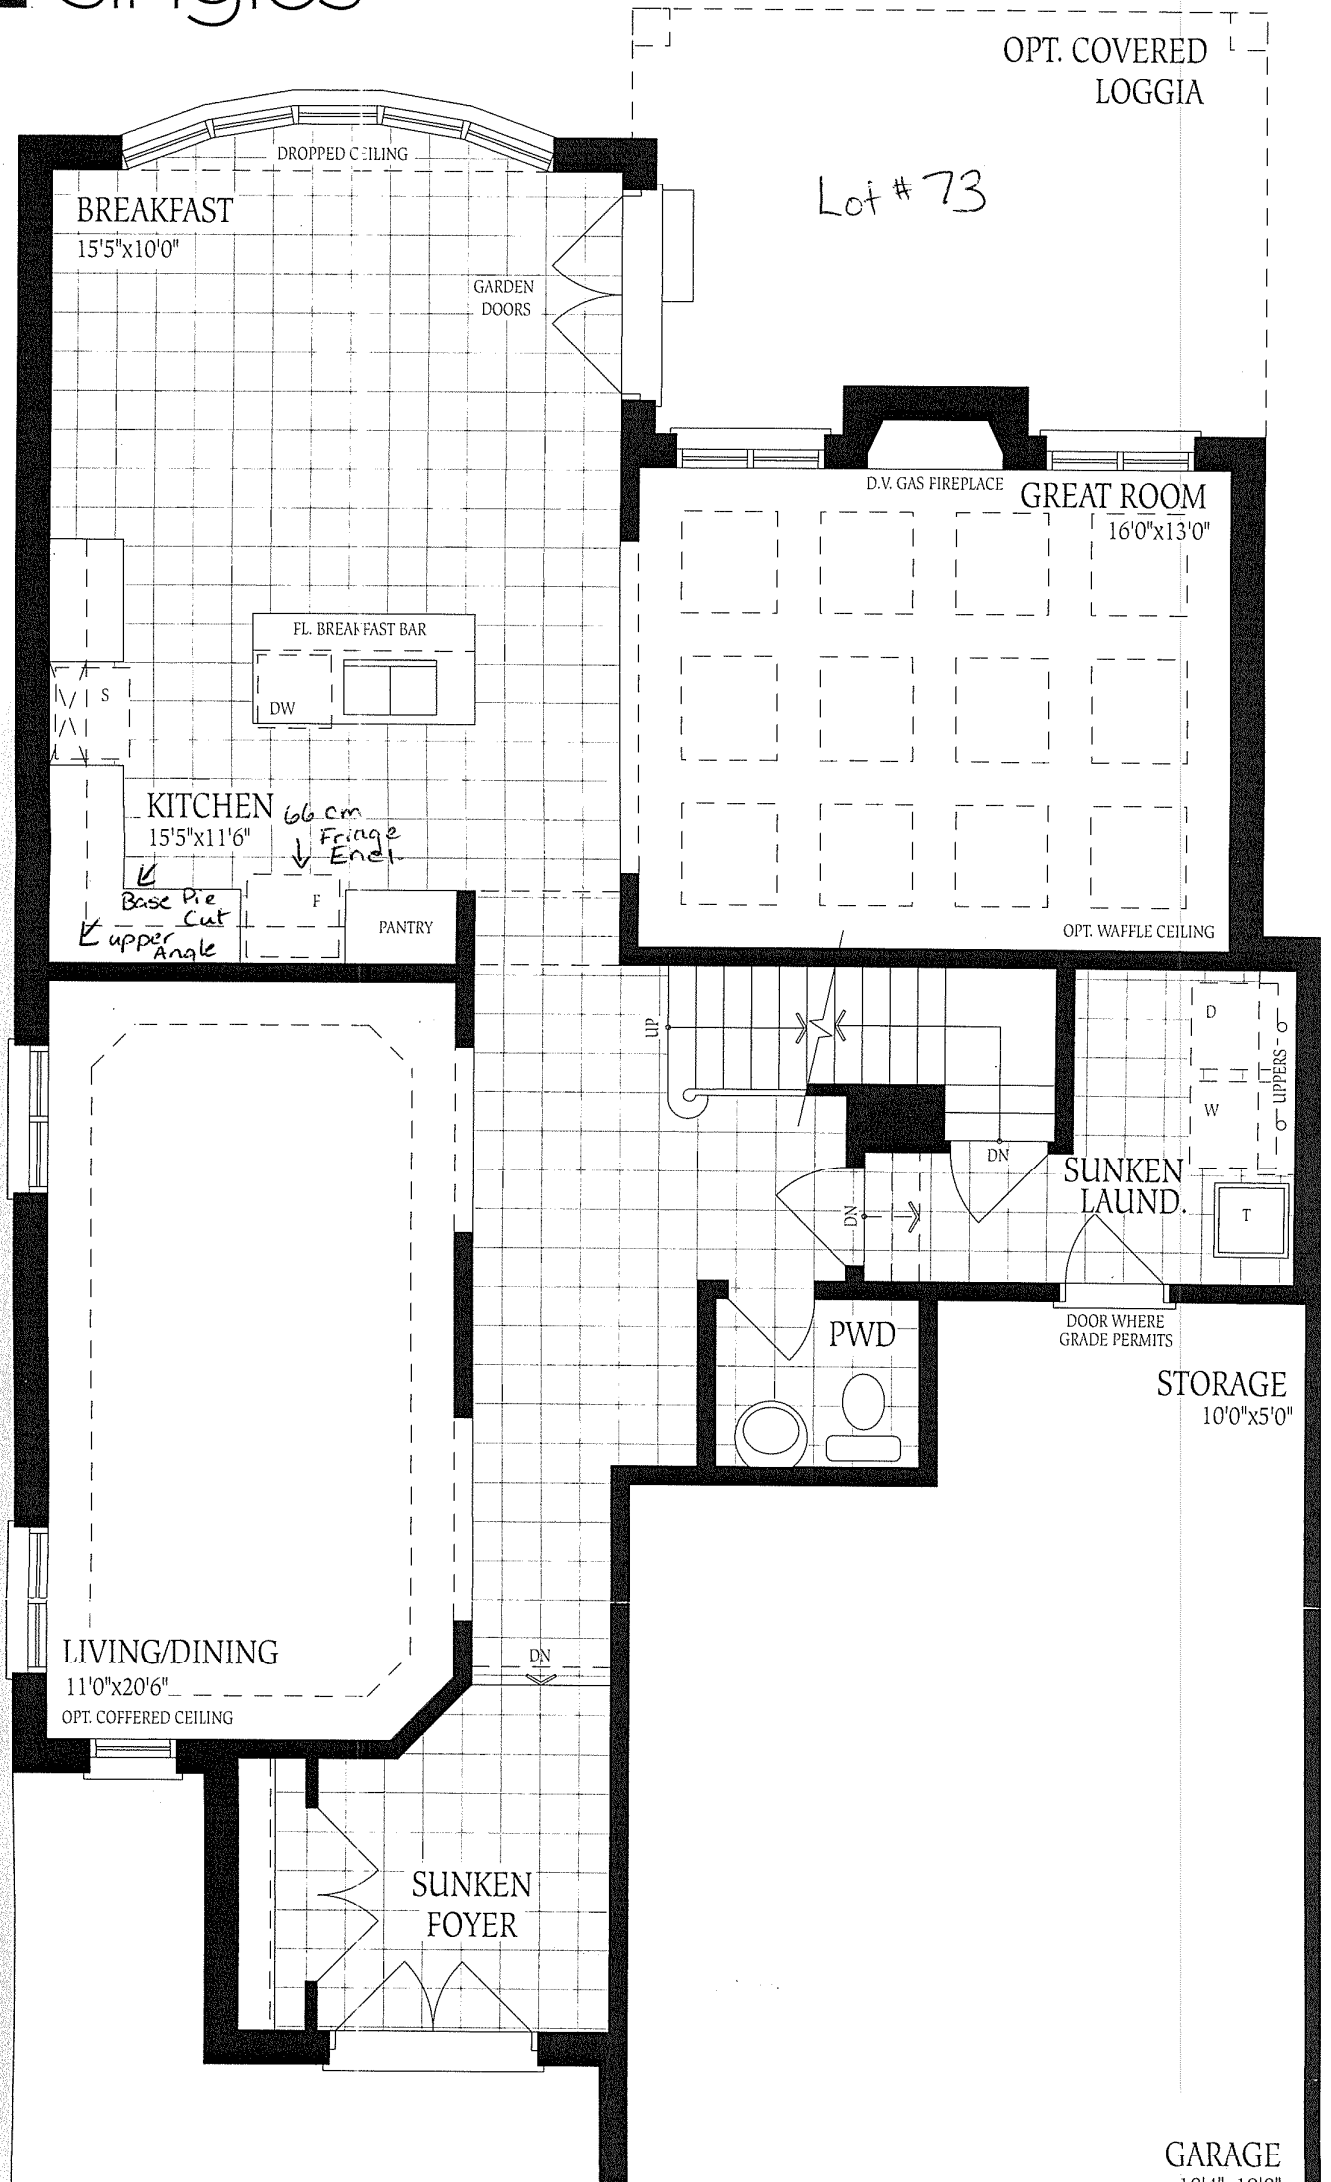 OPT. COVERED
LOGGIA
Lot # 73
DROPPED CEILING
BREAKFAST
15'5"x10'0"
GARDEN
DOORS
D.V. GAS FIREPLACE
GREAT ROOM
16'0"x13'0"
FL. BREAKFAST BAR
S
DW
KITCHEN
15'5"x11'6"
66 cm
Friage
Encl.
Base Pie
Cut
upper
Angle
F
PANTRY
OPT. WAFFLE CEILING
UP
D
UPPERS
W
DN
SUNKEN
LAUND.
DN
T
PWD
DOOR WHERE
GRADE PERMITS
STORAGE
10'0"x5'0"
LIVING/DINING
11'0"x20'6"
OPT. COFFERED CEILING
DN
SUNKEN
FOYER
GARAGE